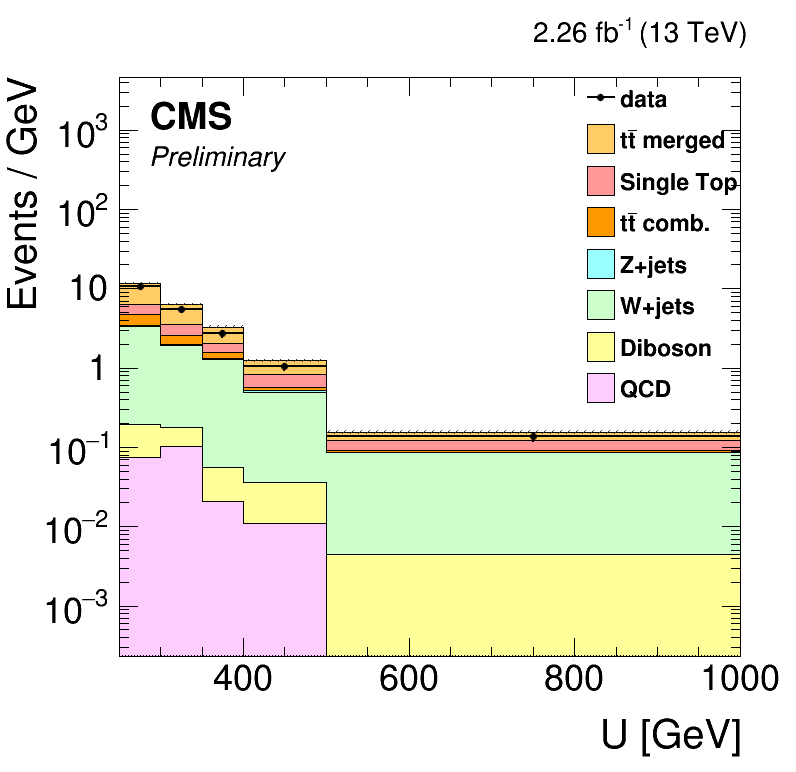 2.26 fb⁻¹ (13 TeV)
Events / GeV
CMS
Preliminary
data
tt̄ merged
Single Top
tt̄ comb.
Z+jets
W+jets
Diboson
QCD
10³
10²
10
1
10⁻¹
10⁻²
10⁻³
400 600 800 1000
U [GeV]